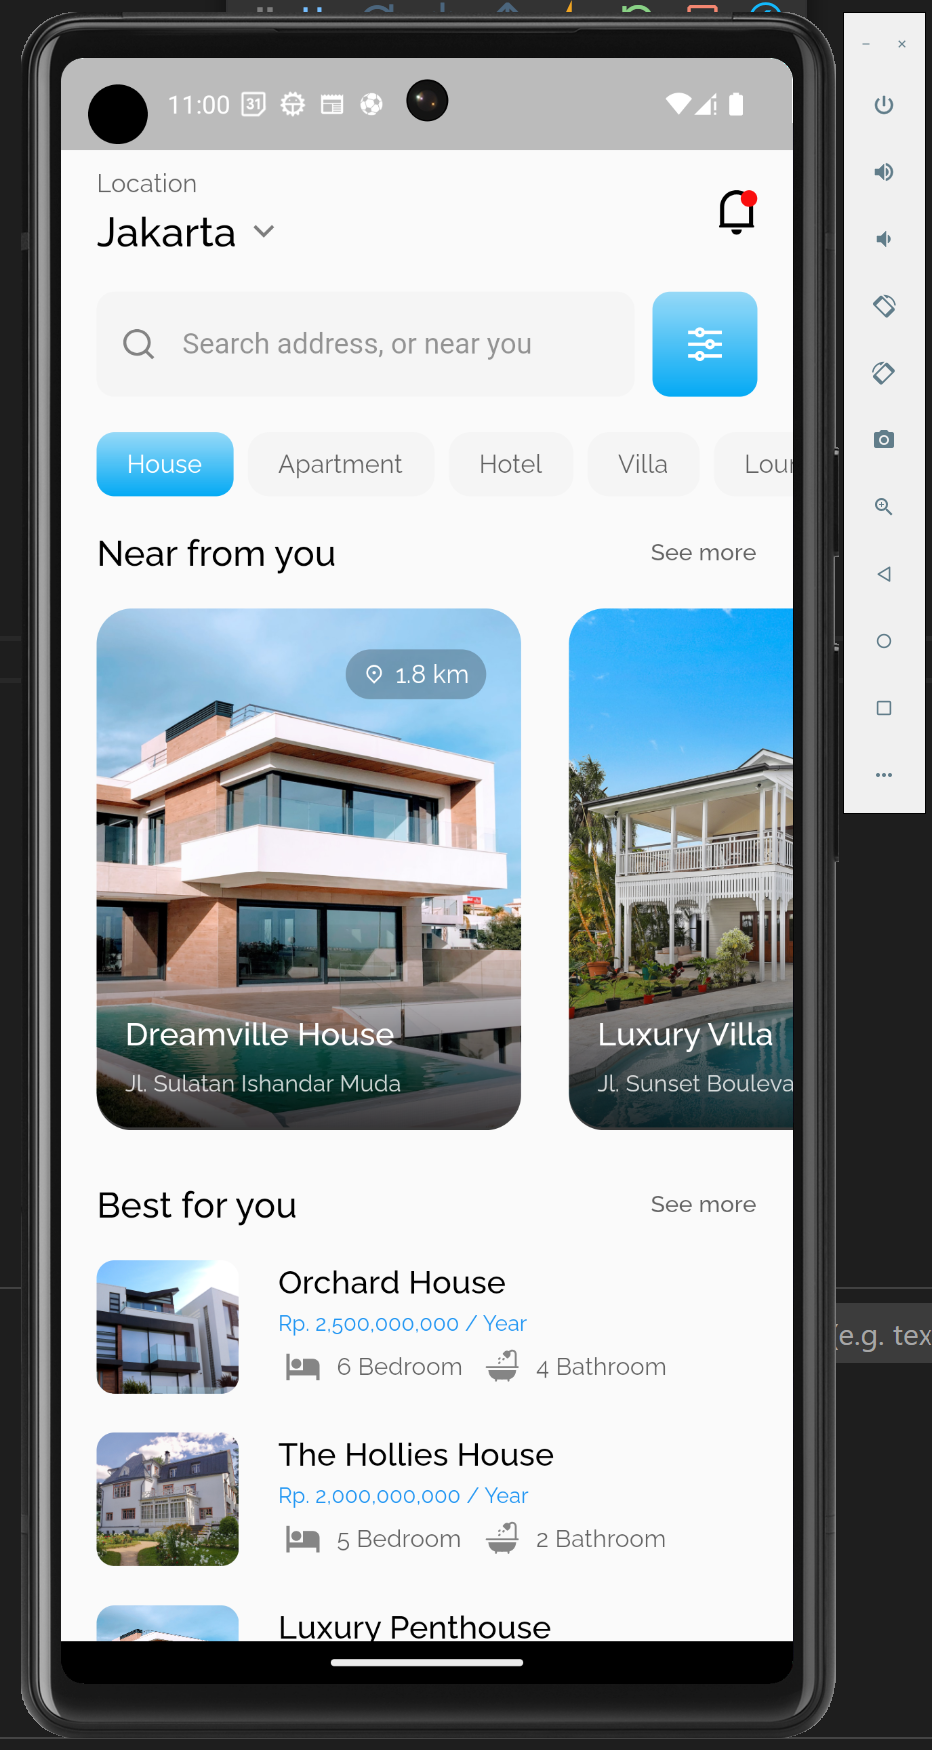 11:00
31
Location
Jakarta
Search address, or near you
House Apartment Hotel Villa
Near from you See more
1.8 km
Dreamville House
Jl. Sulatan Ishandar Muda
Luxury Villa
Jl. Sunset
Best for you See more
Orchard House
Rp. 2,500,000,000 / Year
6 Bedroom 4 Bathroom
The Hollies House
Rp. 2,000,000,000 / Year
5 Bedroom 2 Bathroom
Luxury Penthouse
(e.g. tex